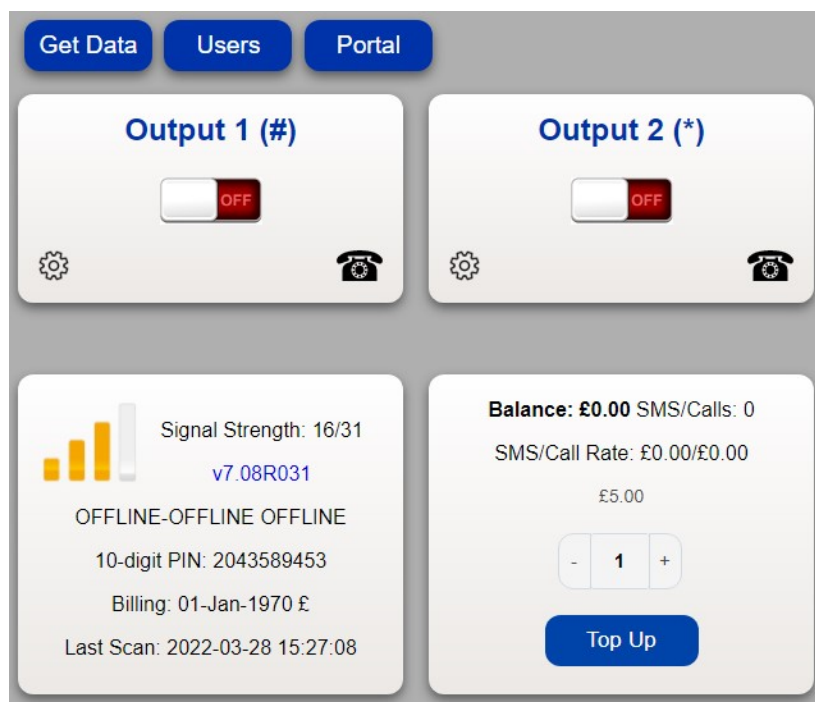 Get Data
Users
Portal
Output 1 (#)
OFF
Output 2 (*)
OFF
Signal Strength: 16/31
v7.08R031
OFFLINE-OFFLINE OFFLINE
10-digit PIN: 2043589453
Billing: 01-Jan-1970 £
Last Scan: 2022-03-28 15:27:08
Balance: £0.00 SMS/Calls: 0
SMS/Call Rate: £0.00/£0.00
£5.00
- 1 +
Top Up